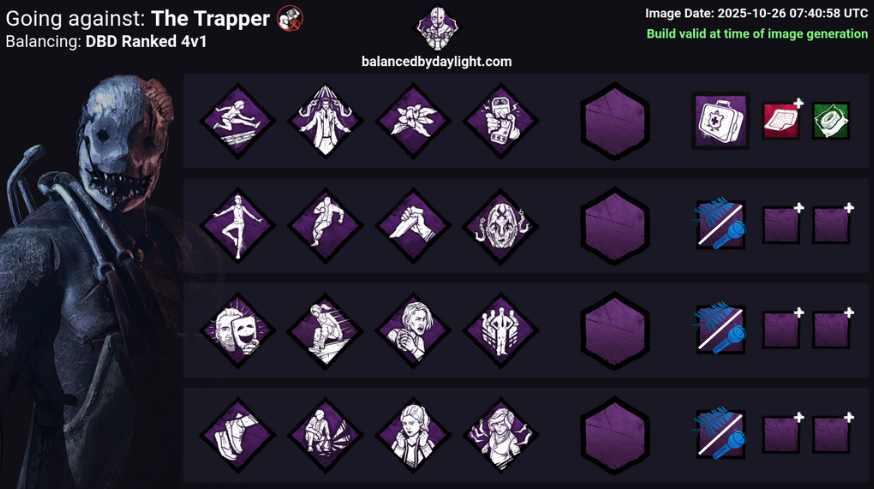 Going against: The Trapper
Balancing: DBD Ranked 4v1
balancedbydaylight.com
Image Date: 2025-10-26 07:40:58 UTC
Build valid at time of image generation